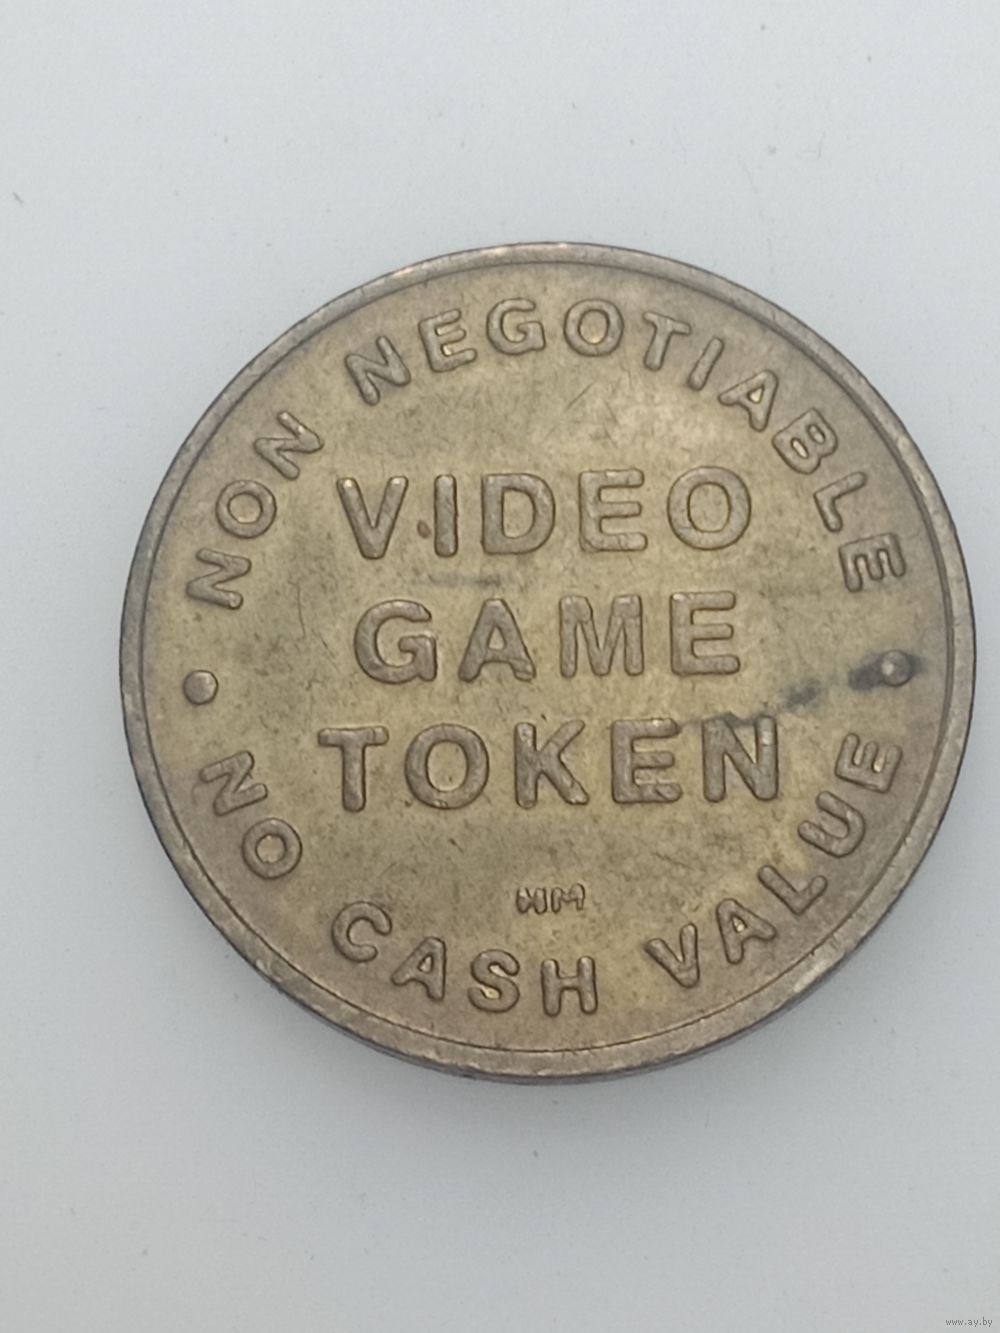 NON NEGOTIABLE
VIDEO
GAME
TOKEN
HM
NO CASH VALUE
www.ay.by